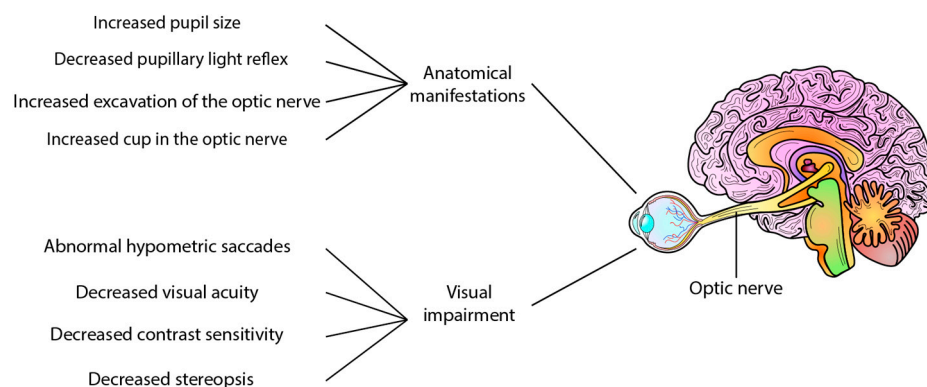 Increased pupil size
Decreased pupillary light reflex
Increased excavation of the optic nerve
Increased cup in the optic nerve
Anatomical
manifestations
Abnormal hypometric saccades
Decreased visual acuity
Decreased contrast sensitivity
Decreased stereopsis
Visual
impairment
Optic nerve